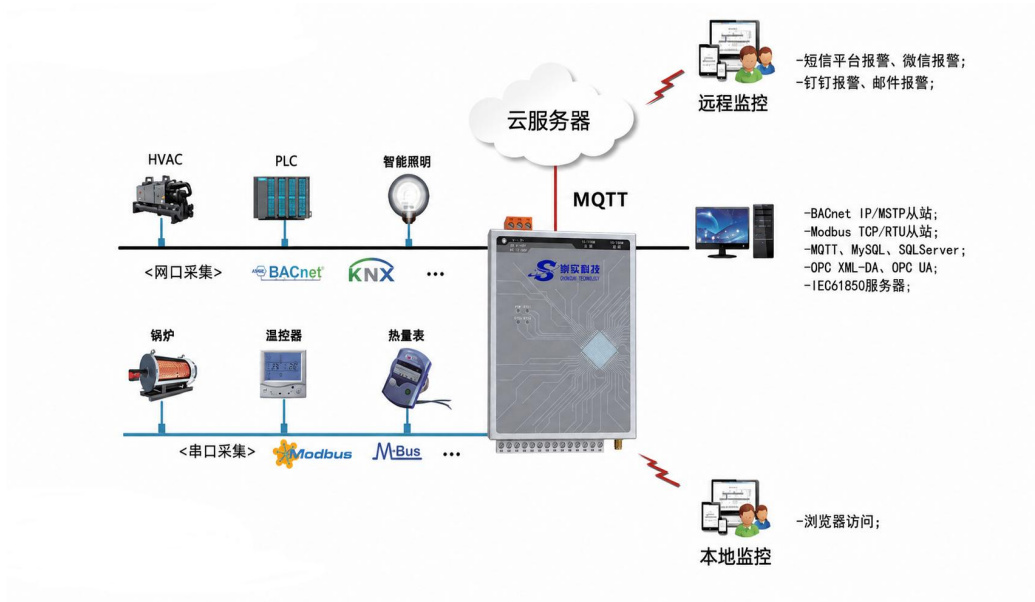 云服务器
远程监控
-短信平台报警、微信报警;
-钉钉报警、邮件报警;
HVAC
PLC
智能照明
MQTT
<网口采集>
BACnet
KNX
...
崇实科技
-BACnet IP/MSTP从站;
-Modbus TCP/RTU从站;
-MQTT、MySQL、SQLServer;
-OPC XML-DA、OPC UA;
-IEC61850服务器;
锅炉
温控器
热量表
<串口采集>
Modbus
M-Bus
...
本地监控
-浏览器访问;